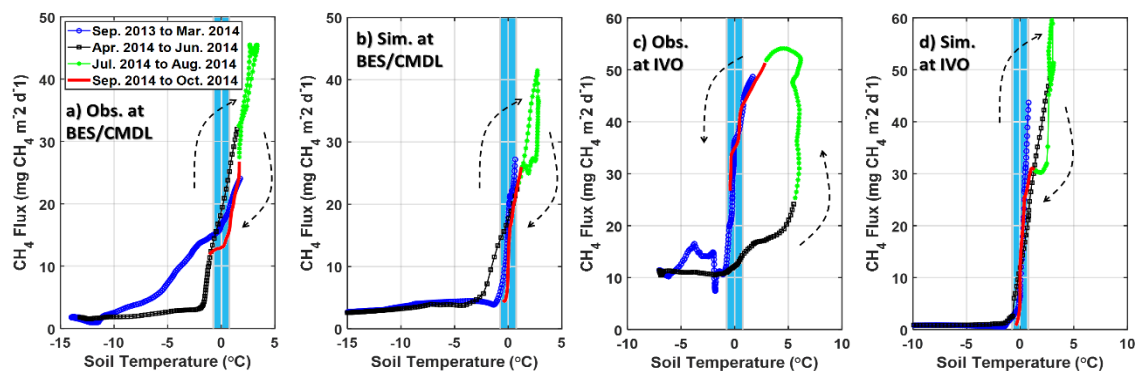 Sep. 2013 to Mar. 2014
Apr. 2014 to Jun. 2014
Jul. 2014 to Aug. 2014
Sep. 2014 to Oct. 2014
a) Obs. at
BES/CMDL
CH4 Flux (mg CH4 m-2 d-1)
50
40
30
20
10
0
-15 -10 -5 0 5
Soil Temperature (oC)
b) Sim. at
BES/CMDL
CH4 Flux (mg CH4 m-2 d-1)
50
40
30
20
10
0
-15 -10 -5 0 5
Soil Temperature (oC)
c) Obs.
at IVO
CH4 Flux (mg CH4 m-2 d-1)
60
50
40
30
20
10
0
-10 -5 0 5 10
Soil Temperature (oC)
d) Sim.
at IVO
CH4 Flux (mg CH4 m-2 d-1)
60
50
40
30
20
10
0
-10 -5 0 5 10
Soil Temperature (oC)